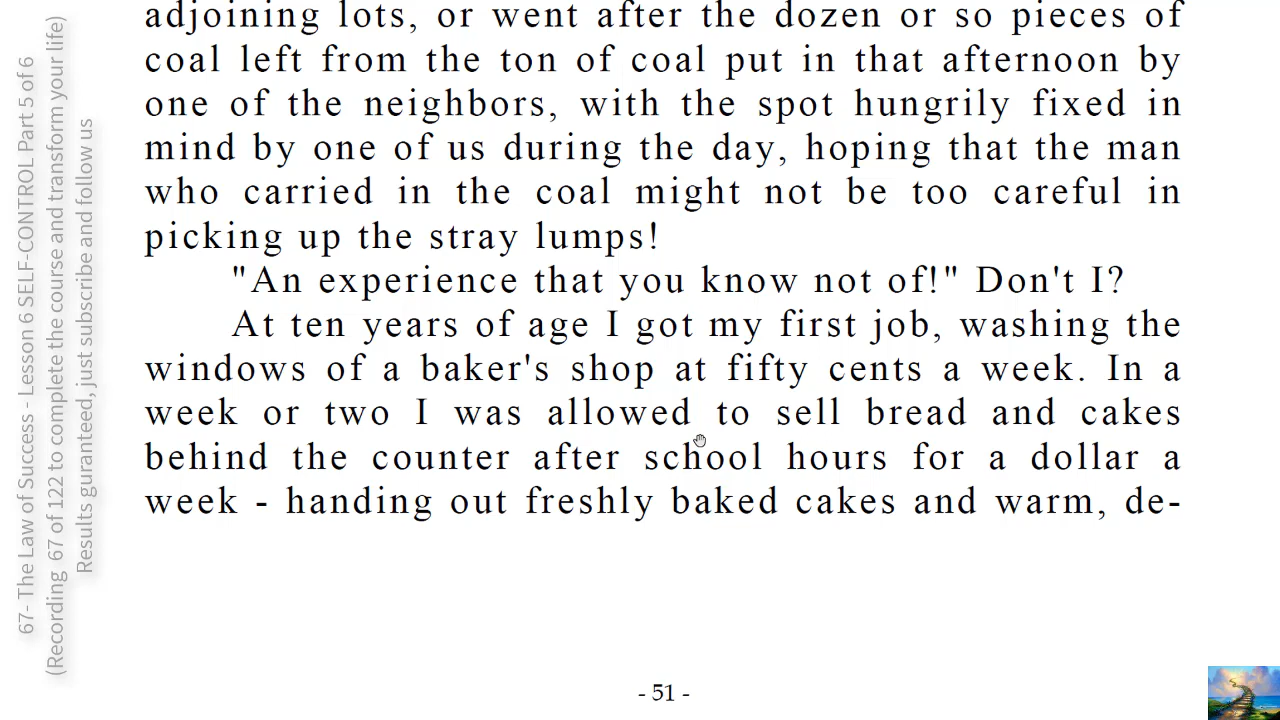 67- The Law of Success - Lesson 6 SELF-CONTROL Part 5 of 6
(Recording 67 of 122 to complete the course and transform your life)
Results guranteed, just subscribe and follow us
adjoining lots, or went after the dozen or so pieces of
coal left from the ton of coal put in that afternoon by
one of the neighbors, with the spot hungrily fixed in
mind by one of us during the day, hoping that the man
who carried in the coal might not be too careful in
picking up the stray lumps!
"An experience that you know not of!" Don't I?
At ten years of age I got my first job, washing the
windows of a baker's shop at fifty cents a week. In a
week or two I was allowed to sell bread and cakes
behind the counter after school hours for a dollar a
week - handing out freshly baked cakes and warm, de-
- 51 -